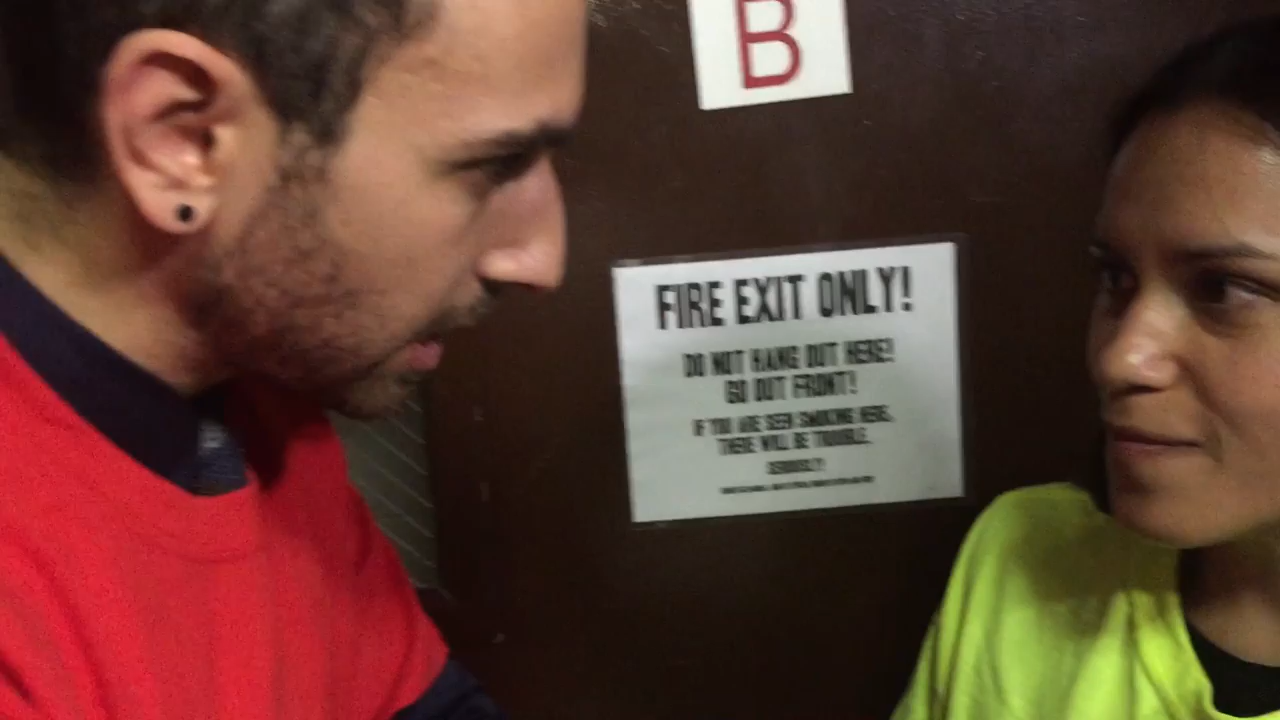 B
FIRE EXIT ONLY!
DO NOT HANG OUT HERE!
GO OUT FRONT!
IF YOU ARE SEEN SMOKING HERE,
THERE WILL BE TROUBLE.
SERIOUSLY!